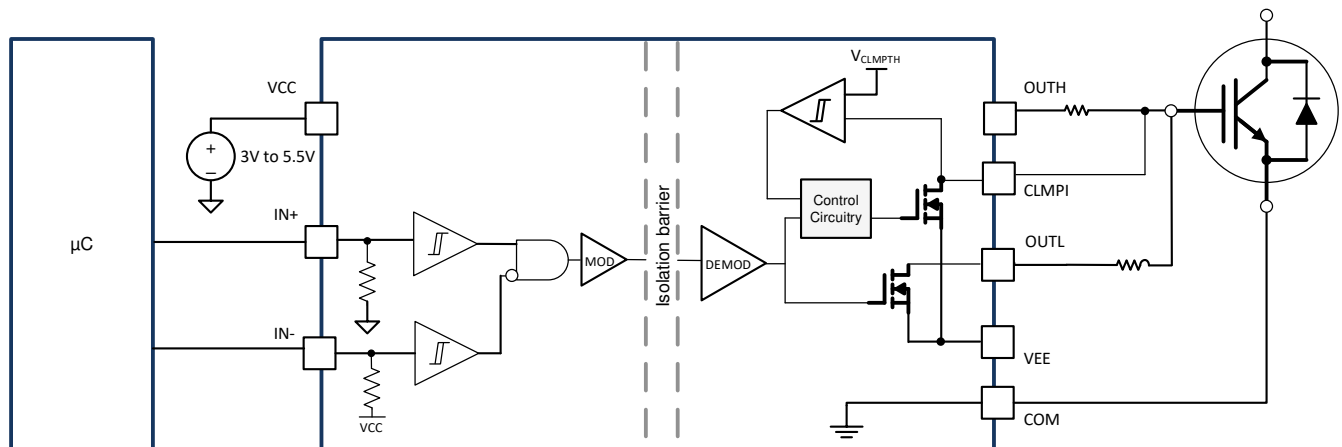 µC
VCC
+
−
3V to 5.5V
IN+
IN-
VCC
MOD
Isolation barrier
DEMOD
VCLMPTH
Control
Circuitry
OUTH
CLMPI
OUTL
VEE
COM